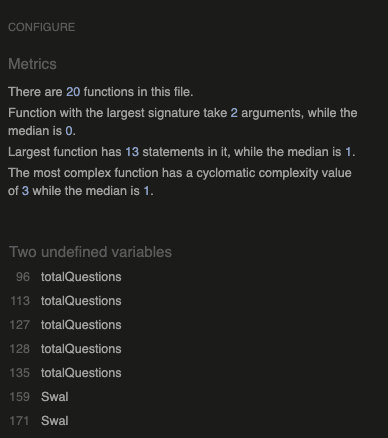 CONFIGURE
Metrics
There are 20 functions in this file.
Function with the largest signature take 2 arguments, while the
median is 0.
Largest function has 13 statements in it, while the median is 1.
The most complex function has a cyclomatic complexity value
of 3 while the median is 1.
Two undefined variables
96 totalQuestions
113 totalQuestions
127 totalQuestions
128 totalQuestions
135 totalQuestions
159 Swal
171 Swal